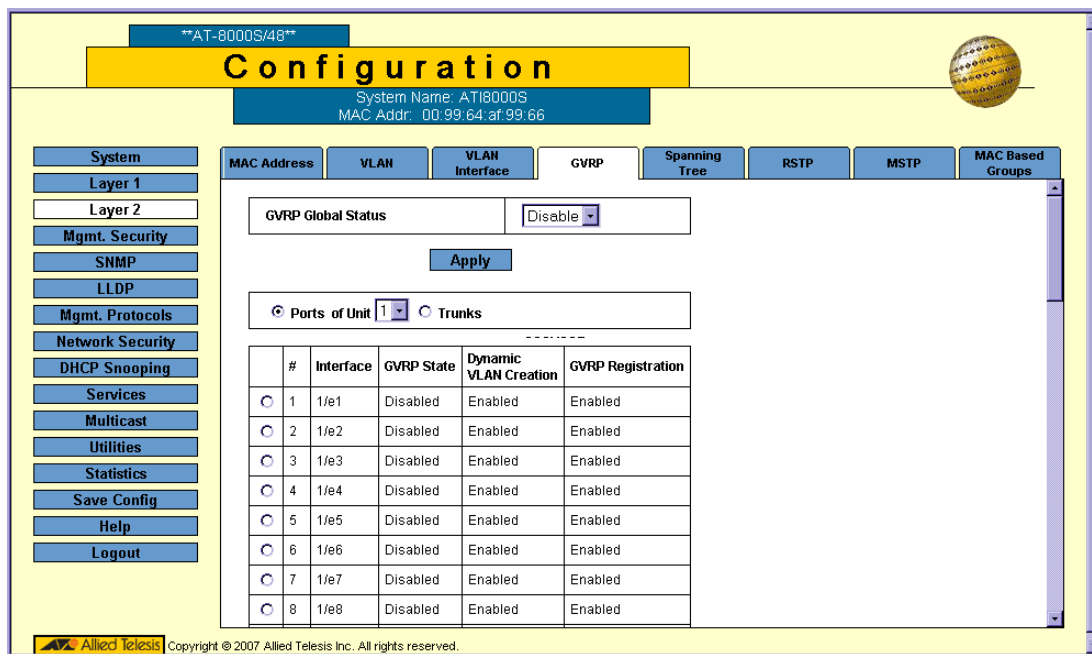 **AT-8000S/48**
Configuration
System Name: ATI8000S
MAC Addr: 00:99:64:af:99:66
System
Layer 1
Layer 2
Mgmt. Security
SNMP
LLDP
Mgmt. Protocols
Network Security
DHCP Snooping
Services
Multicast
Utilities
Statistics
Save Config
Help
Logout
MAC Address VLAN VLAN Interface GVRP Spanning Tree RSTP MSTP MAC Based Groups
GVRP Global Status Disable
Apply
Ports of Unit 1 Trunks
# Interface GVRP State Dynamic VLAN Creation GVRP Registration
1 1/e1 Disabled Enabled Enabled
2 1/e2 Disabled Enabled Enabled
3 1/e3 Disabled Enabled Enabled
4 1/e4 Disabled Enabled Enabled
5 1/e5 Disabled Enabled Enabled
6 1/e6 Disabled Enabled Enabled
7 1/e7 Disabled Enabled Enabled
8 1/e8 Disabled Enabled Enabled
Allied Telesis Copyright © 2007 Allied Telesis Inc. All rights reserved.